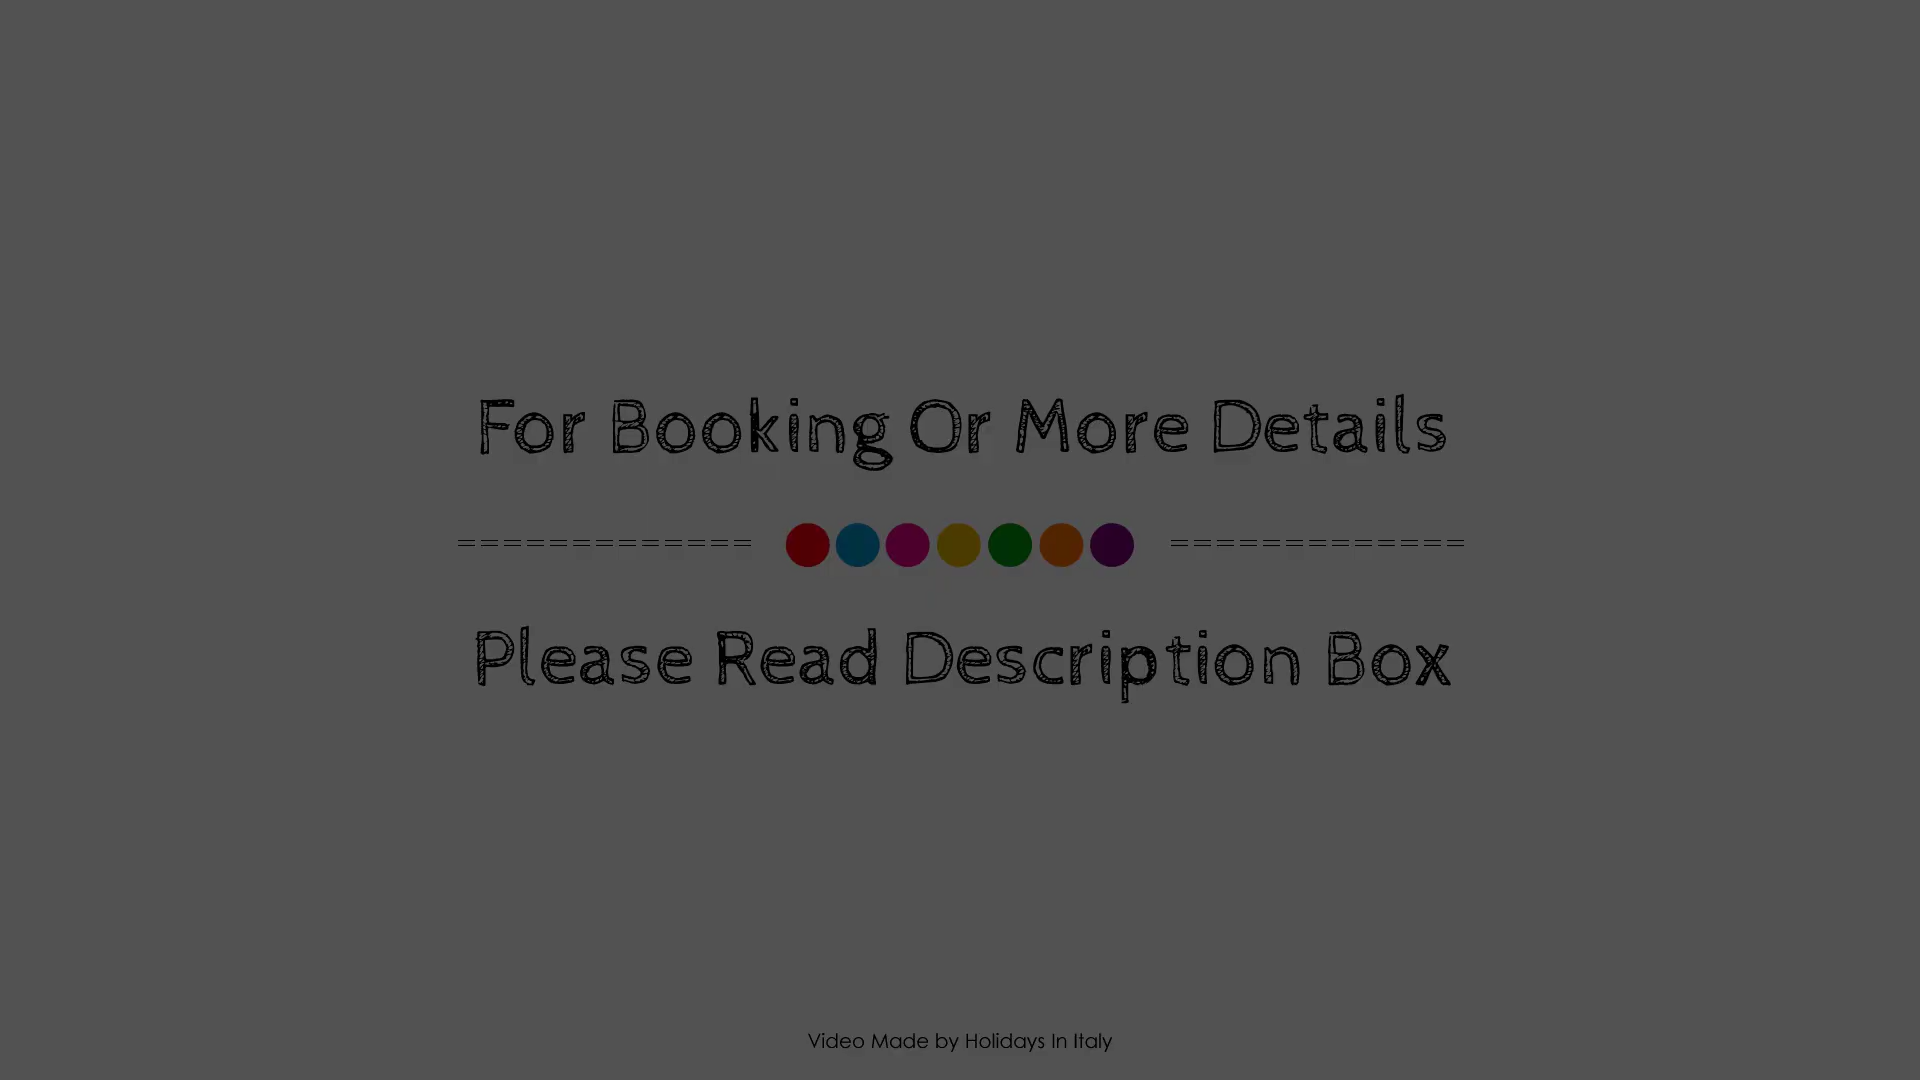 For Booking Or More Details
============= =============
Please Read Description Box
Video Made by Holidays In Italy